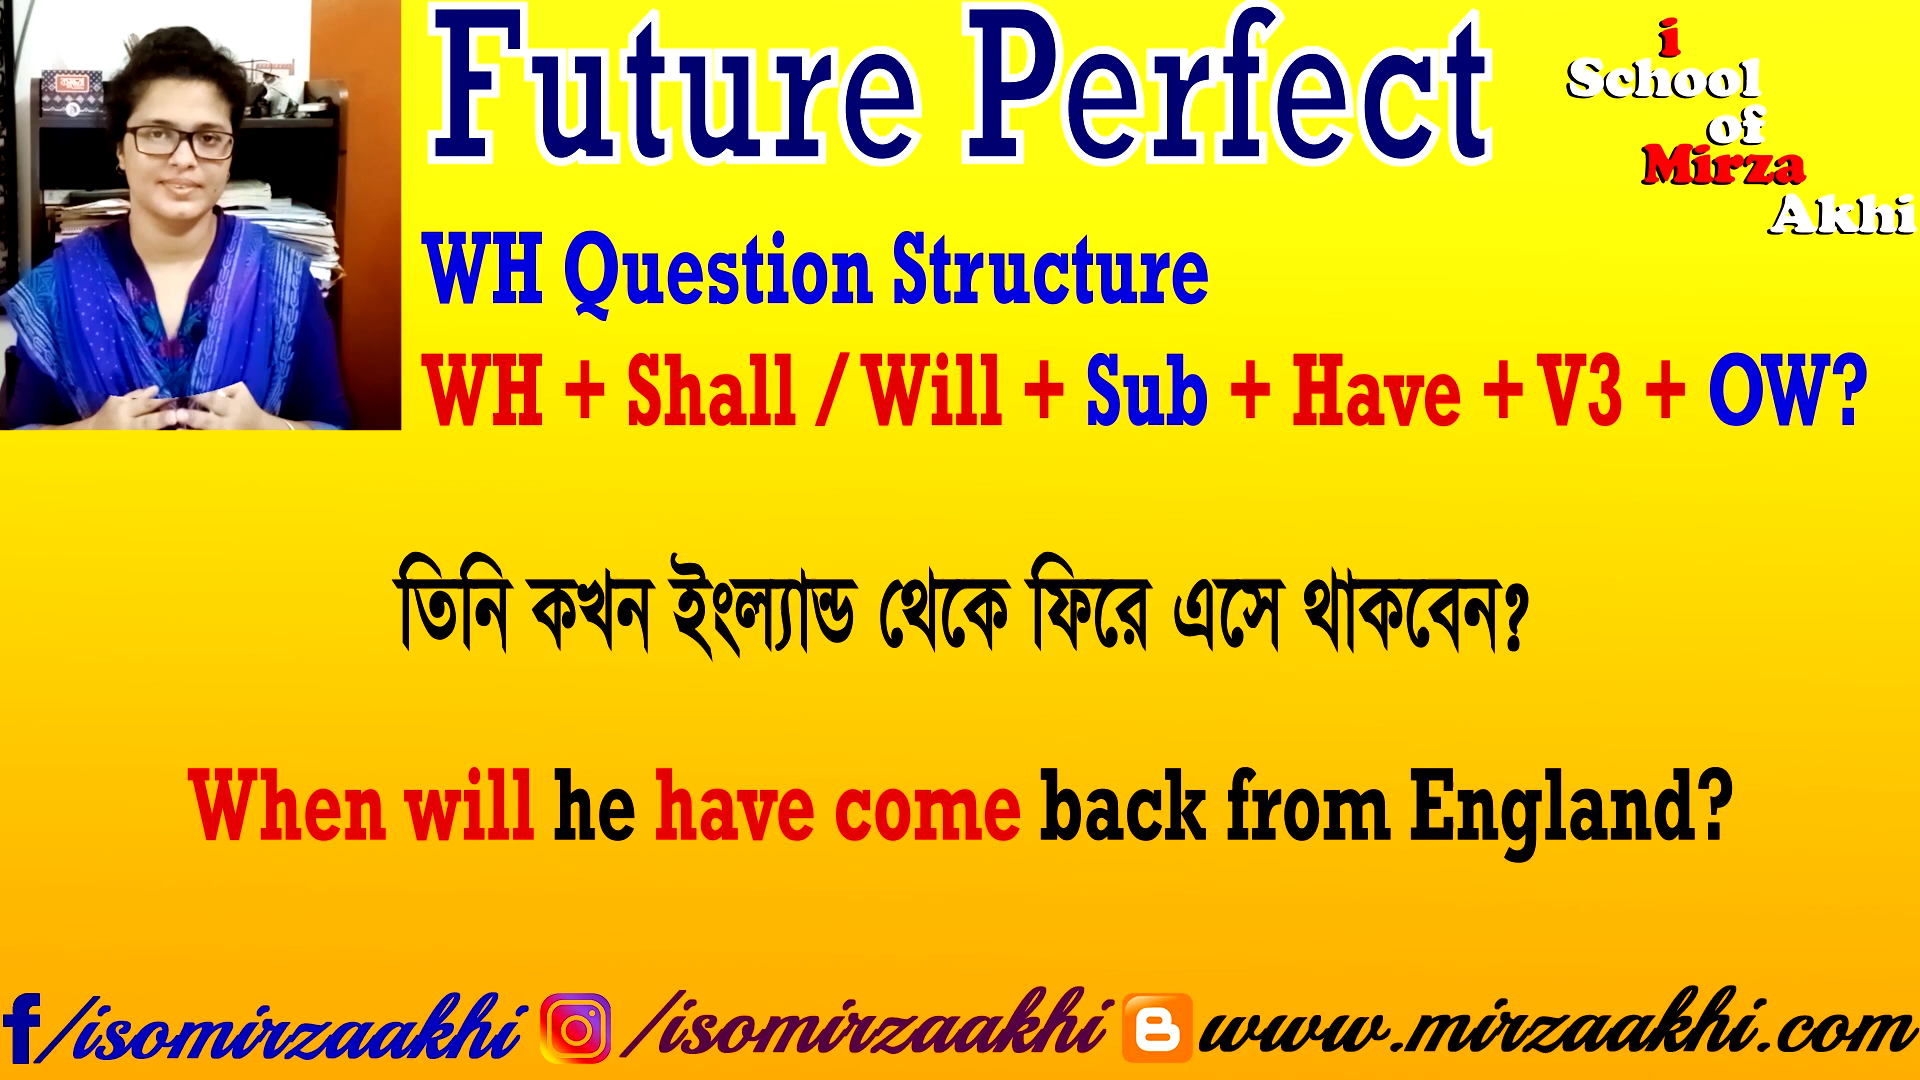 Future Perfect
i
School
of
Mirza
Akhi
WH Question Structure
WH + Shall / Will + Sub + Have + V3 + OW?
তিনি কখন ইংল্যান্ড থেকে ফিরে এসে থাকবেন?
When will he have come back from England?
f/isomirzaakhi /isomirzaakhi www.mirzaakhi.com